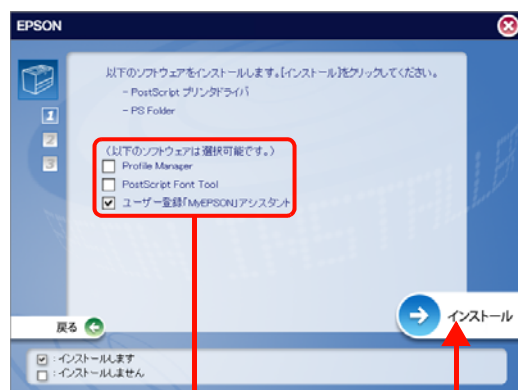 EPSON
以下のソフトウェアをインストールします。[インストール]をクリックしてください。
- PostScript プリンタドライバ
- PS Folder
1
2
3
(以下のソフトウェアは選択可能です。)
Profile Manager
PostScript Font Tool
ユーザー登録「MyEPSON」アシスタント
インストール
戻る
:インストールします
:インストールしません